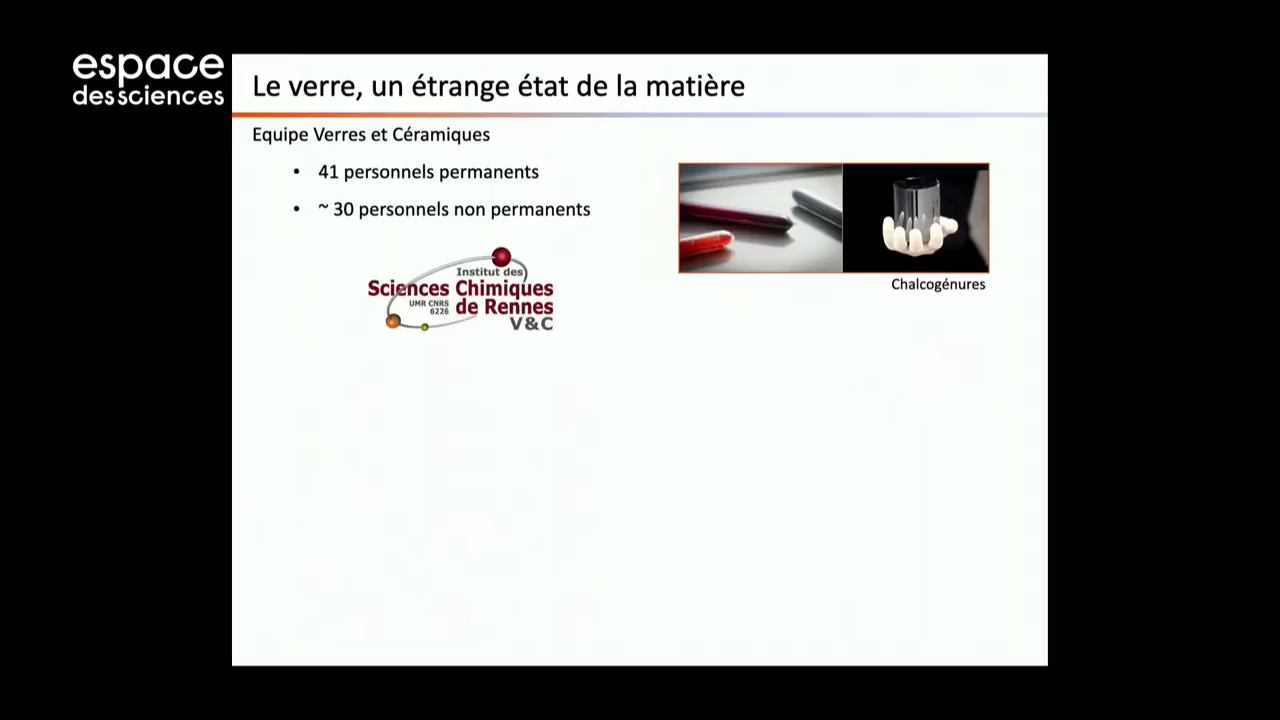 espace
des sciences
Le verre, un étrange état de la matière
Equipe Verres et Céramiques
• 41 personnels permanents
• ~ 30 personnels non permanents
Institut des
Sciences Chimiques
UMR CNRS
6226
de Rennes
V&C
Chalcogénures